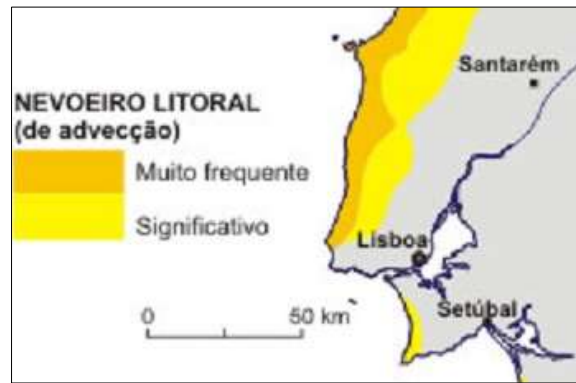 Santarém
NEVOEIRO LITORAL
(de advecção)
Muito frequente
Significativo
Lisboa
Setúbal
0 50 km